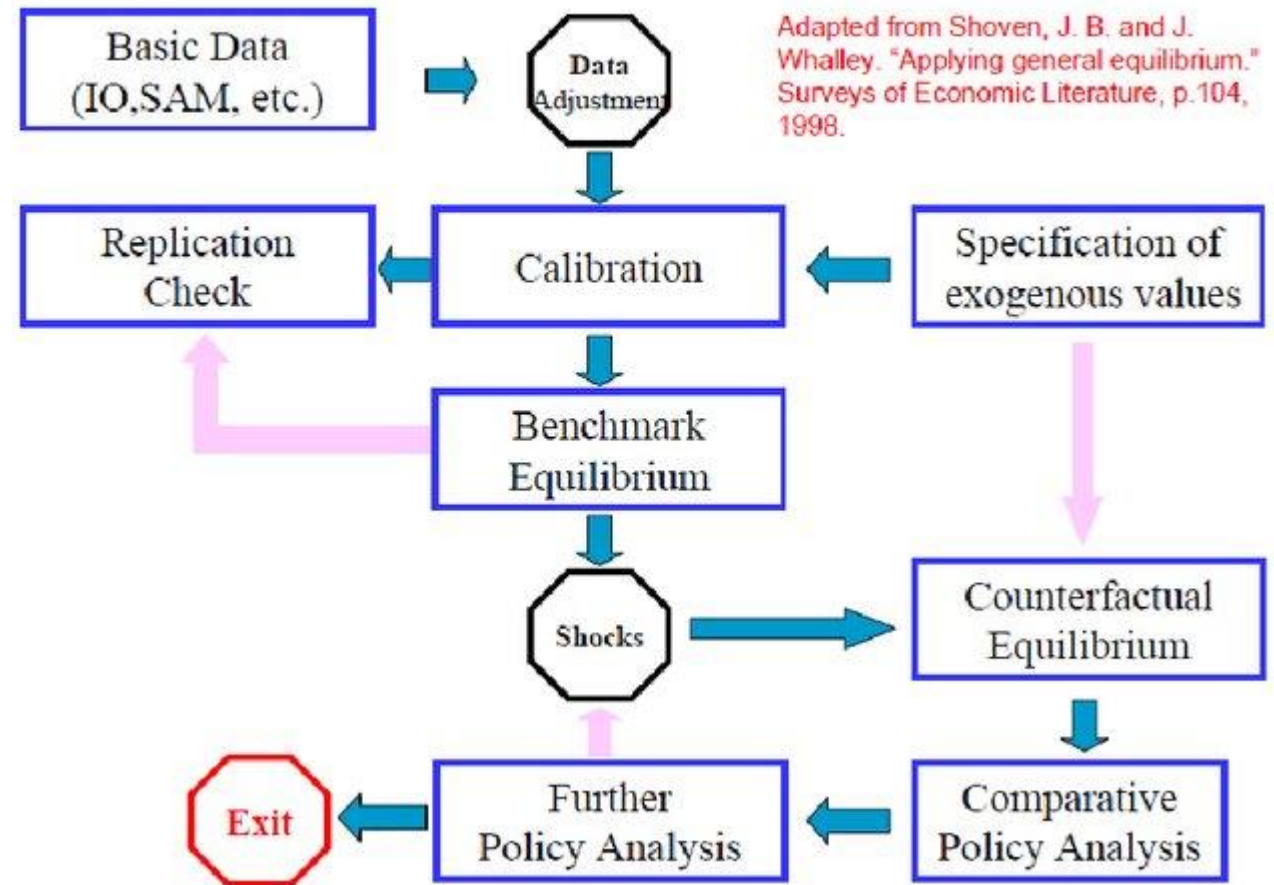 Basic Data
(IO,SAM, etc.)
Data
Adjustment
Adapted from Shoven, J. B. and J.
Whalley. “Applying general equilibrium.”
Surveys of Economic Literature, p.104,
1998.
Replication
Check
Calibration
Specification of
exogenous values
Benchmark
Equilibrium
Shocks
Counterfactual
Equilibrium
Exit
Further
Policy Analysis
Comparative
Policy Analysis